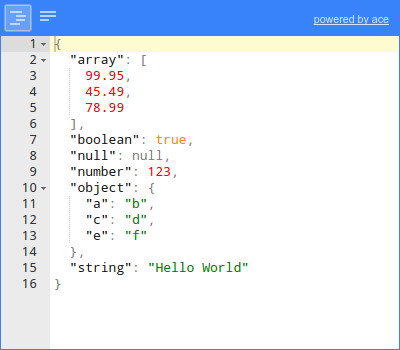 powered by ace
1 {
2   "array": [
3     99.95,
4     45.49,
5     78.99
6   ],
7   "boolean": true,
8   "null": null,
9   "number": 123,
10   "object": {
11     "a": "b",
12     "c": "d",
13     "e": "f"
14   },
15   "string": "Hello World"
16 }